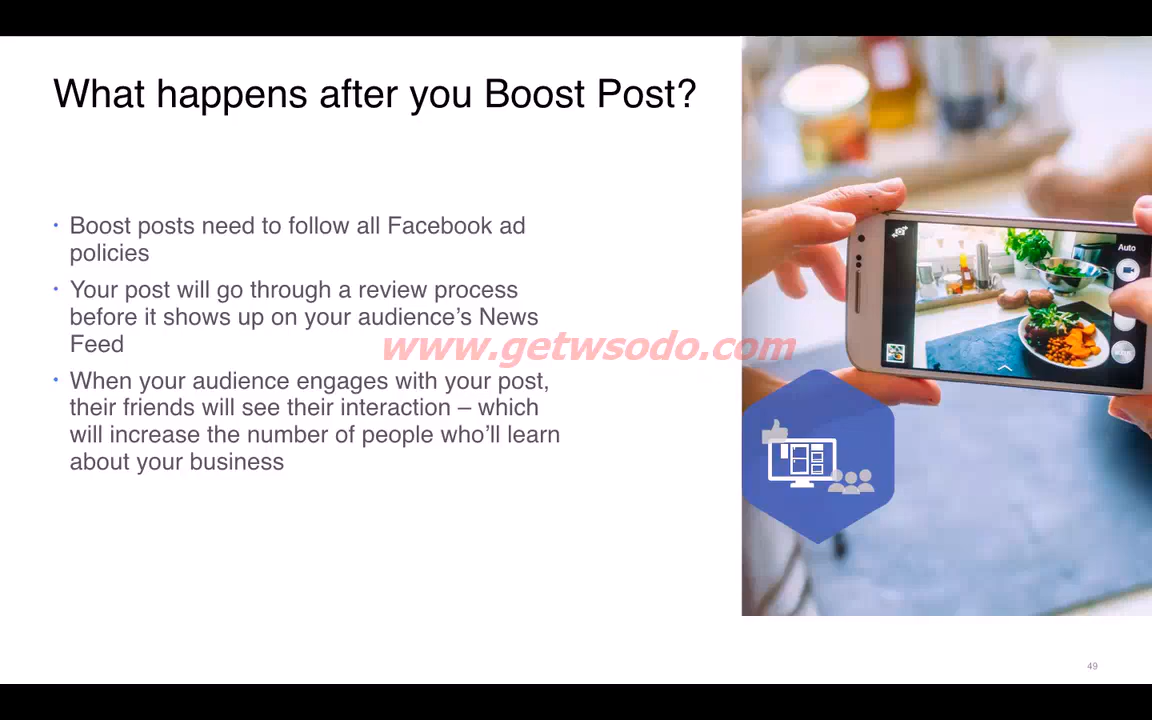 What happens after you Boost Post?
• Boost posts need to follow all Facebook ad
policies
• Your post will go through a review process
before it shows up on your audience’s News
Feed
www.getwsodo.com
• When your audience engages with your post,
their friends will see their interaction – which
will increase the number of people who’ll learn
about your business
Auto
49